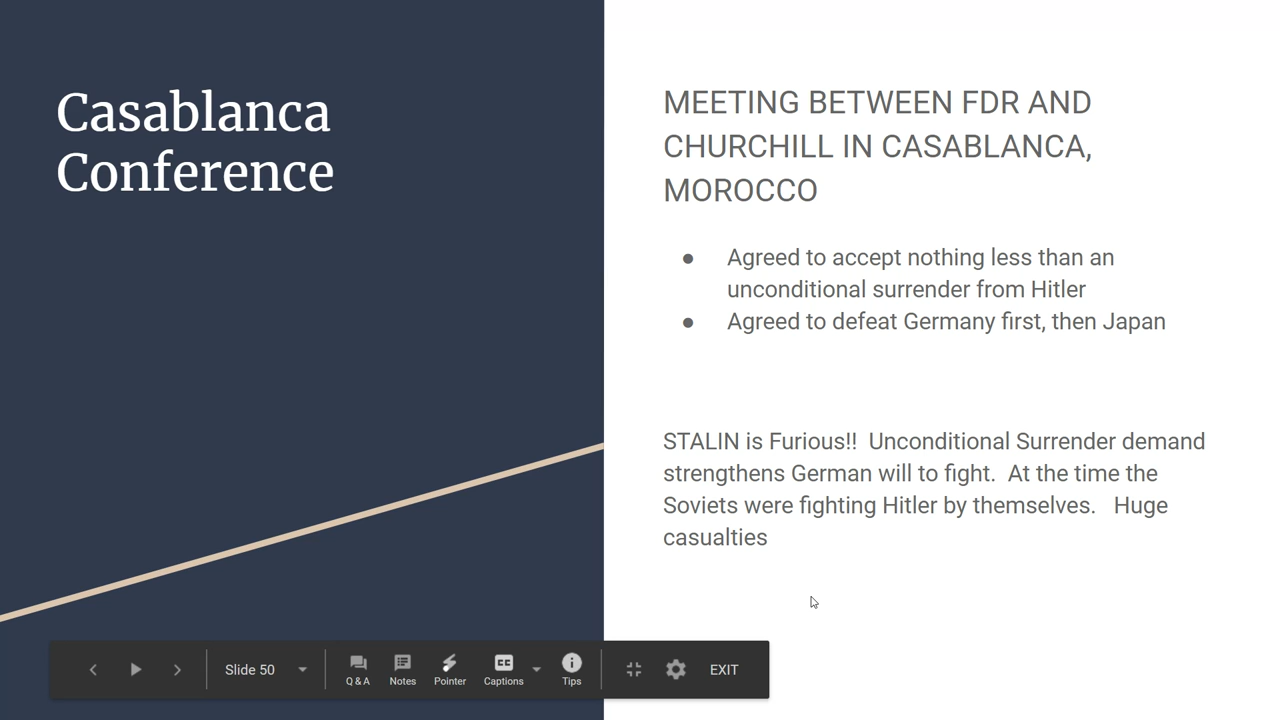 Casablanca
Conference
MEETING BETWEEN FDR AND
CHURCHILL IN CASABLANCA,
MOROCCO
● Agreed to accept nothing less than an
unconditional surrender from Hitler
● Agreed to defeat Germany first, then Japan
STALIN is Furious!!  Unconditional Surrender demand
strengthens German will to fight.  At the time the
Soviets were fighting Hitler by themselves.   Huge
casualties
Slide 50
Q & A
Notes
Pointer
CC
Captions
Tips
EXIT